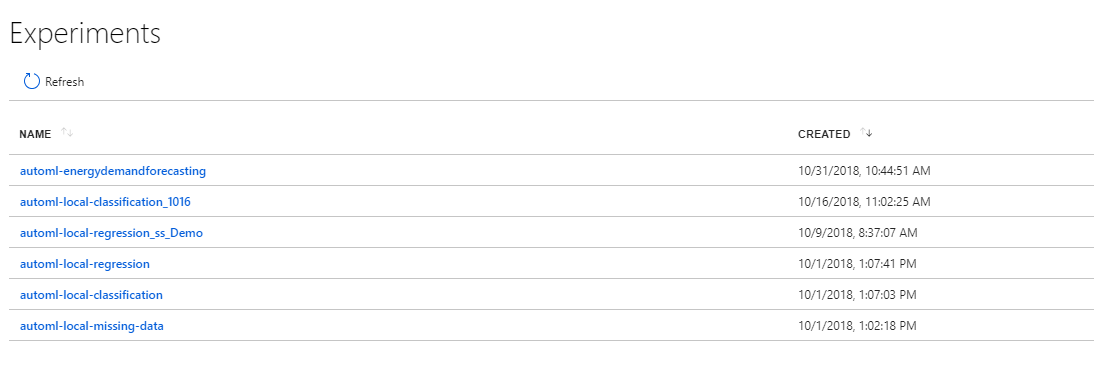 Experiments
Refresh
NAME CREATED
automl-energydemandforecasting 10/31/2018, 10:44:51 AM
automl-local-classification_1016 10/16/2018, 11:02:25 AM
automl-local-regression_ss_Demo 10/9/2018, 8:37:07 AM
automl-local-regression 10/1/2018, 1:07:41 PM
automl-local-classification 10/1/2018, 1:07:03 PM
automl-local-missing-data 10/1/2018, 1:02:18 PM